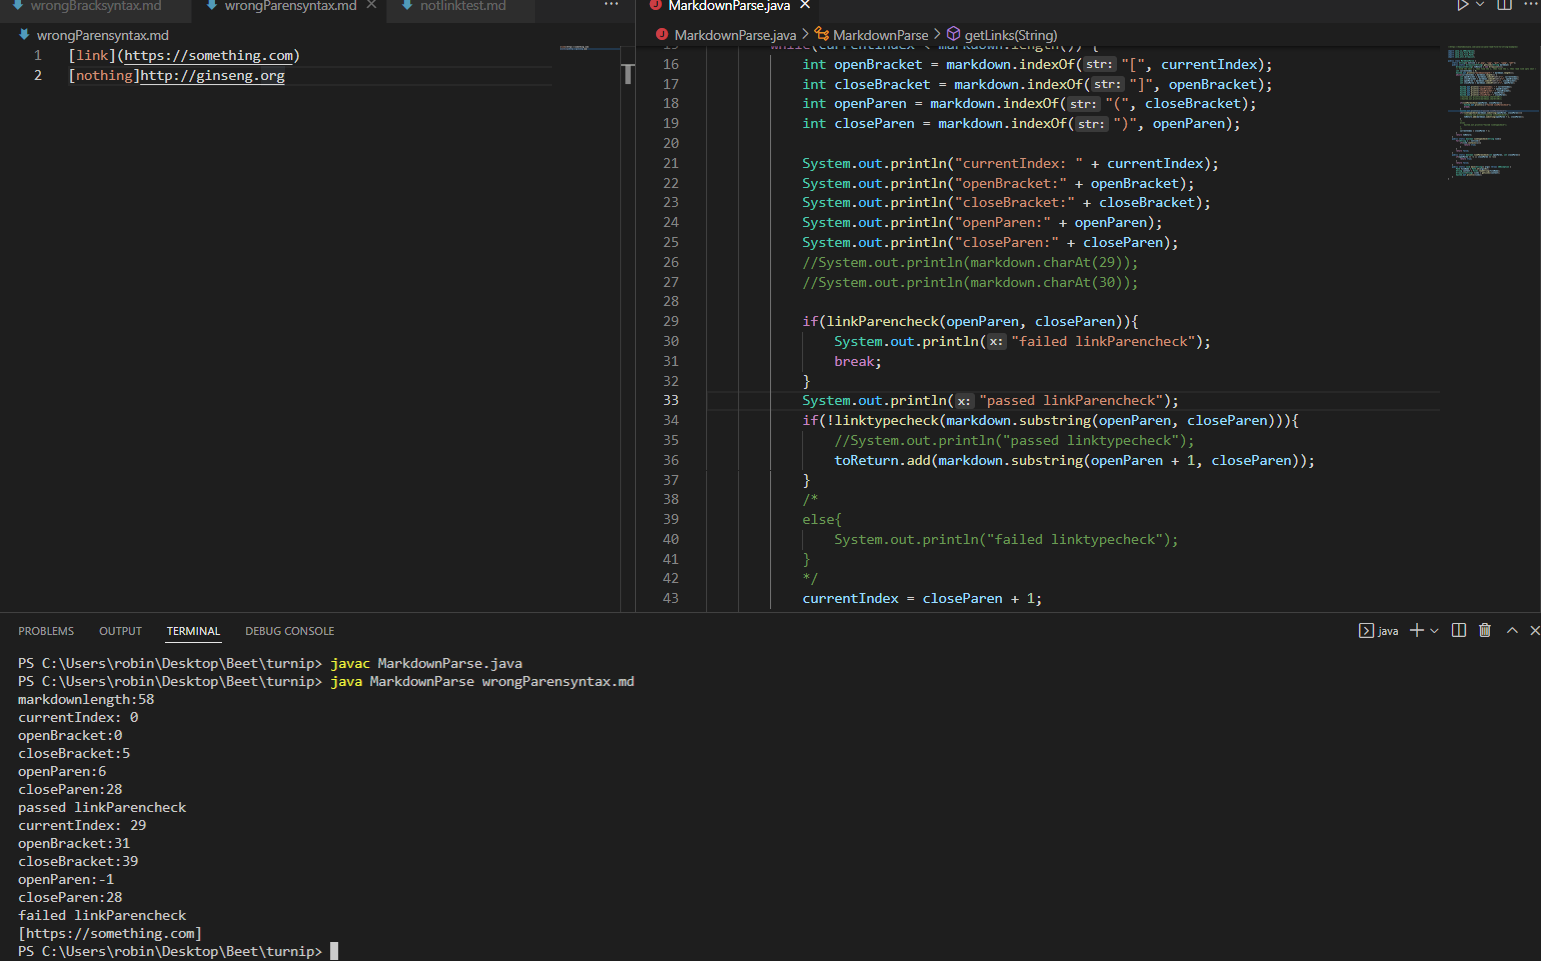 wrongBracksyntax.md
wrongParensyntax.md
notlinktest.md
wrongParensyntax.md
1 [link](https://something.com)
2 [nothing]http://ginseng.org
MarkdownParse.java
MarkdownParse.java > MarkdownParse > getLinks(String)
15 while(currentIndex < markdown.length()) {
16 int openBracket = markdown.indexOf(str: "[", currentIndex);
17 int closeBracket = markdown.indexOf(str: "]", openBracket);
18 int openParen = markdown.indexOf(str: "(", closeBracket);
19 int closeParen = markdown.indexOf(str: ")", openParen);
20
21 System.out.println("currentIndex: " + currentIndex);
22 System.out.println("openBracket:" + openBracket);
23 System.out.println("closeBracket:" + closeBracket);
24 System.out.println("openParen:" + openParen);
25 System.out.println("closeParen:" + closeParen);
26 //System.out.println(markdown.charAt(29));
27 //System.out.println(markdown.charAt(30));
28
29 if(linkParencheck(openParen, closeParen)){
30 System.out.println(x: "failed linkParencheck");
31 break;
32 }
33 System.out.println(x: "passed linkParencheck");
34 if(!linktypecheck(markdown.substring(openParen, closeParen))){
35 //System.out.println("passed linktypecheck");
36 toReturn.add(markdown.substring(openParen + 1, closeParen));
37 }
38 /*
39 else{
40 System.out.println("failed linktypecheck");
41 }
42 */
43 currentIndex = closeParen + 1;
PROBLEMS OUTPUT TERMINAL DEBUG CONSOLE
java
PS C:\Users\robin\Desktop\Beet\turnip> javac MarkdownParse.java
PS C:\Users\robin\Desktop\Beet\turnip> java MarkdownParse wrongParensyntax.md
markdownlength:58
currentIndex: 0
openBracket:0
closeBracket:5
openParen:6
closeParen:28
passed linkParencheck
currentIndex: 29
openBracket:31
closeBracket:39
openParen:-1
closeParen:28
failed linkParencheck
[https://something.com]
PS C:\Users\robin\Desktop\Beet\turnip>